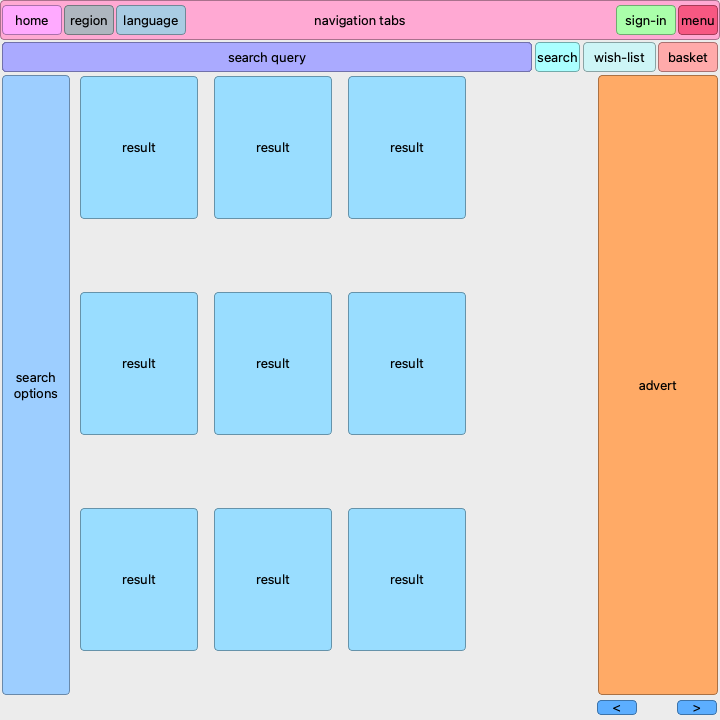 home
region
language
navigation tabs
sign-in
menu
search query
search
wish-list
basket
search
options
result
result
result
result
result
result
result
result
result
advert
<
>